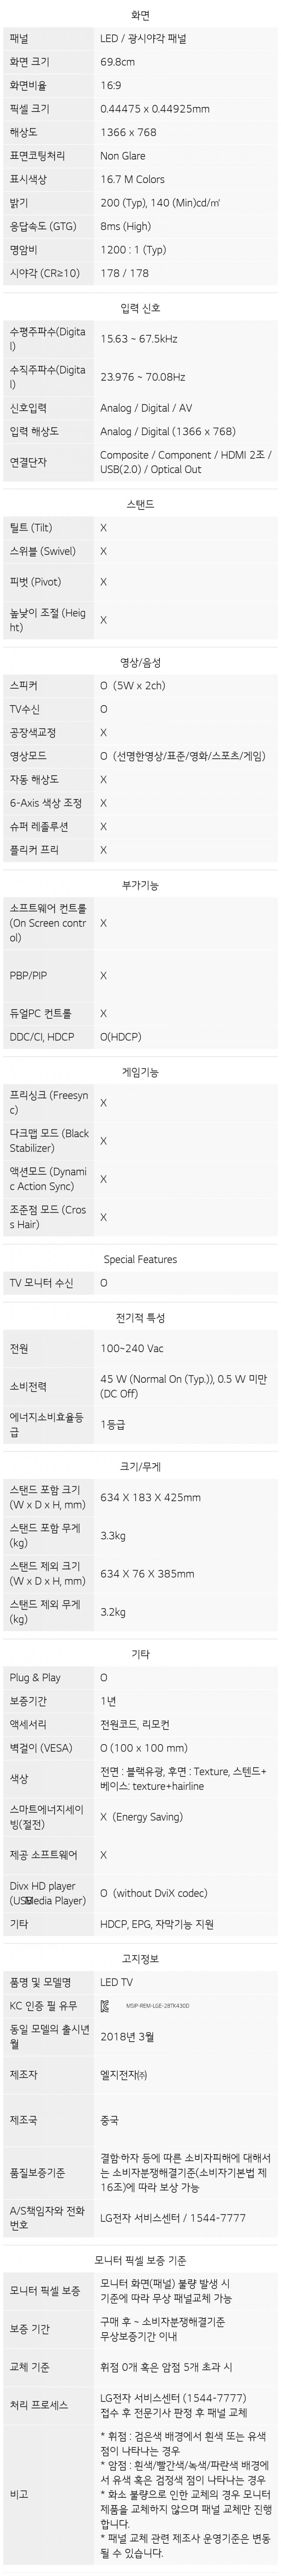 화면
패널 LED / 광시야각 패널
화면 크기 69.8cm
화면비율 16:9
픽셀 크기 0.44475 x 0.44925mm
해상도 1366 x 768
표면코팅처리 Non Glare
표시색상 16.7 M Colors
밝기 200 (Typ), 140 (Min)cd/㎡
응답속도 (GTG) 8ms (High)
명암비 1200 : 1 (Typ)
시야각 (CR≥10) 178 / 178
입력 신호
수평주파수(Digita
l) 15.63 ~ 67.5kHz
수직주파수(Digita
l) 23.976 ~ 70.08Hz
신호입력 Analog / Digital / AV
입력 해상도 Analog / Digital (1366 x 768)
연결단자 Composite / Component / HDMI 2조 /
USB(2.0) / Optical Out
스탠드
틸트 (Tilt) X
스위블 (Swivel) X
피벗 (Pivot) X
높낮이 조절 (Heig
ht) X
영상/음성
스피커 O (5W x 2ch)
TV수신 O
공장색교정 X
영상모드 O (선명한영상/표준/영화/스포츠/게임)
자동 해상도 X
6-Axis 색상 조정 X
슈퍼 레졸루션 X
플리커 프리 X
부가기능
소프트웨어 컨트롤
(On Screen contr
ol) X
PBP/PIP X
듀얼PC 컨트롤 X
DDC/CI, HDCP O(HDCP)
게임기능
프리싱크 (Freesyn
c) X
다크맵 모드 (Black
Stabilizer) X
액션모드 (Dynami
c Action Sync) X
조준점 모드 (Cros
s Hair) X
Special Features
TV 모니터 수신 O
전기적 특성
전원 100~240 Vac
소비전력 45 W (Normal On (Typ.)), 0.5 W 미만
(DC Off)
에너지소비효율등
급 1등급
크기/무게
스탠드 포함 크기
(W x D x H, mm) 634 X 183 X 425mm
스탠드 포함 무게
(kg) 3.3kg
스탠드 제외 크기
(W x D x H, mm) 634 X 76 X 385mm
스탠드 제외 무게
(kg) 3.2kg
기타
Plug & Play O
보증기간 1년
액세서리 전원코드, 리모컨
벽걸이 (VESA) O (100 x 100 mm)
색상 전면 : 블랙유광, 후면 : Texture, 스텐드+
베이스: texture+hairline
스마트에너지세이
빙(절전) X (Energy Saving)
제공 소프트웨어 X
Divx HD player
(USB Media Player) O (without DviX codec)
기타 HDCP, EPG, 자막기능 지원
고지정보
품명 및 모델명 LED TV
KC 인증 필 유무 MSIP-REM-LGE-28TK430D
동일 모델의 출시년
월 2018년 3월
제조자 엘지전자㈜
제조국 중국
품질보증기준 결함·하자 등에 따른 소비자피해에 대해서
는 소비자분쟁해결기준(소비자기본법 제
16조)에 따라 보상 가능
A/S책임자와 전화
번호 LG전자 서비스센터 / 1544-7777
모니터 픽셀 보증 기준
모니터 픽셀 보증 모니터 화면(패널) 불량 발생 시
기준에 따라 무상 패널교체 가능
보증 기간 구매 후 ~ 소비자분쟁해결기준
무상보증기간 이내
교체 기준 휘점 0개 혹은 암점 5개 초과 시
처리 프로세스 LG전자 서비스센터 (1544-7777)
접수 후 전문기사 판정 후 패널 교체
비고 * 휘점 : 검은색 배경에서 흰색 또는 유색
점이 나타나는 경우
* 암점 : 흰색/빨간색/녹색/파란색 배경에
서 유색 혹은 검정색 점이 나타나는 경우
* 화소 불량으로 인한 교체의 경우 모니터
제품을 교체하지 않으며 패널 교체만 진행
합니다.
* 패널 교체 관련 제조사 운영기준은 변동
될 수 있습니다.